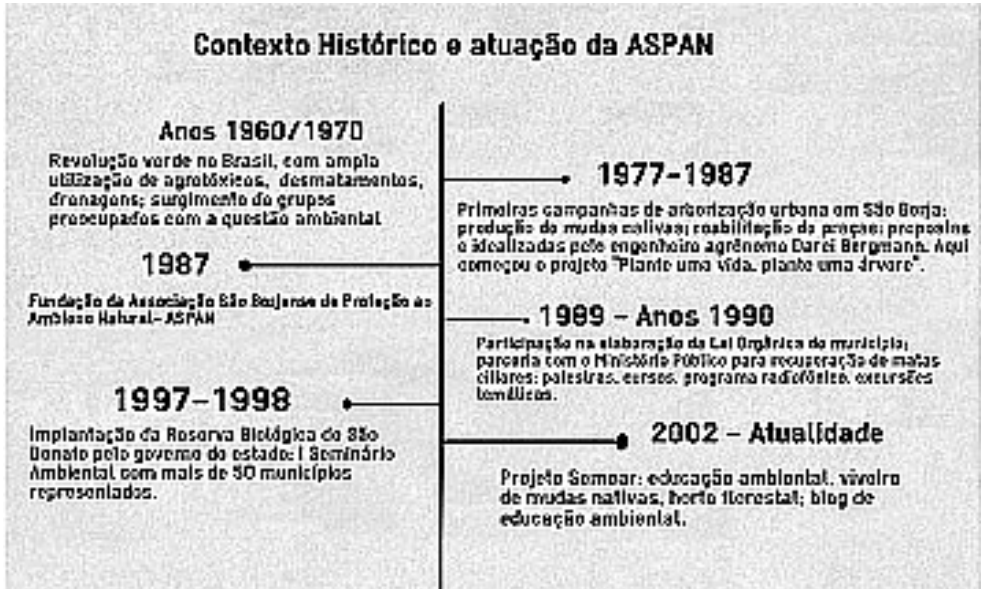 Contexto Histórico e atuação da ASPAN
Anos 1960/1970
Revolução verde no Brasil, com ampla
utilização de agrotóxicos, desmatamentos,
drenagens; surgimento de grupos
preocupados com a questão ambiental
1977-1987
Primeiras campanhas de arborização urbana em São Borja;
produção de mudas nativas; reabilitação de praças; propostas
e idealizadas pelo engenheiro agrônomo Darci Bergmann. Aqui
começou o projeto "Plante uma vida, plante uma árvore".
1987
Fundação da Associação São Borjense de Proteção ao
Ambiente Natural- ASPAN
1989 - Anos 1990
Participação na elaboração da Lei Orgânica do município;
parceria com o Ministério Público para recuperação de matas
ciliares; palestras, cursos, programa radiofônico, excursões
temáticas.
1997-1998
Implantação da Reserva Biológica do São
Donato pelo governo do estado; I Seminário
Ambiental com mais de 50 municípios
representados.
2002 - Atualidade
Projeto Semear: educação ambiental, viveiro
de mudas nativas, horto florestal; blog de
educação ambiental.